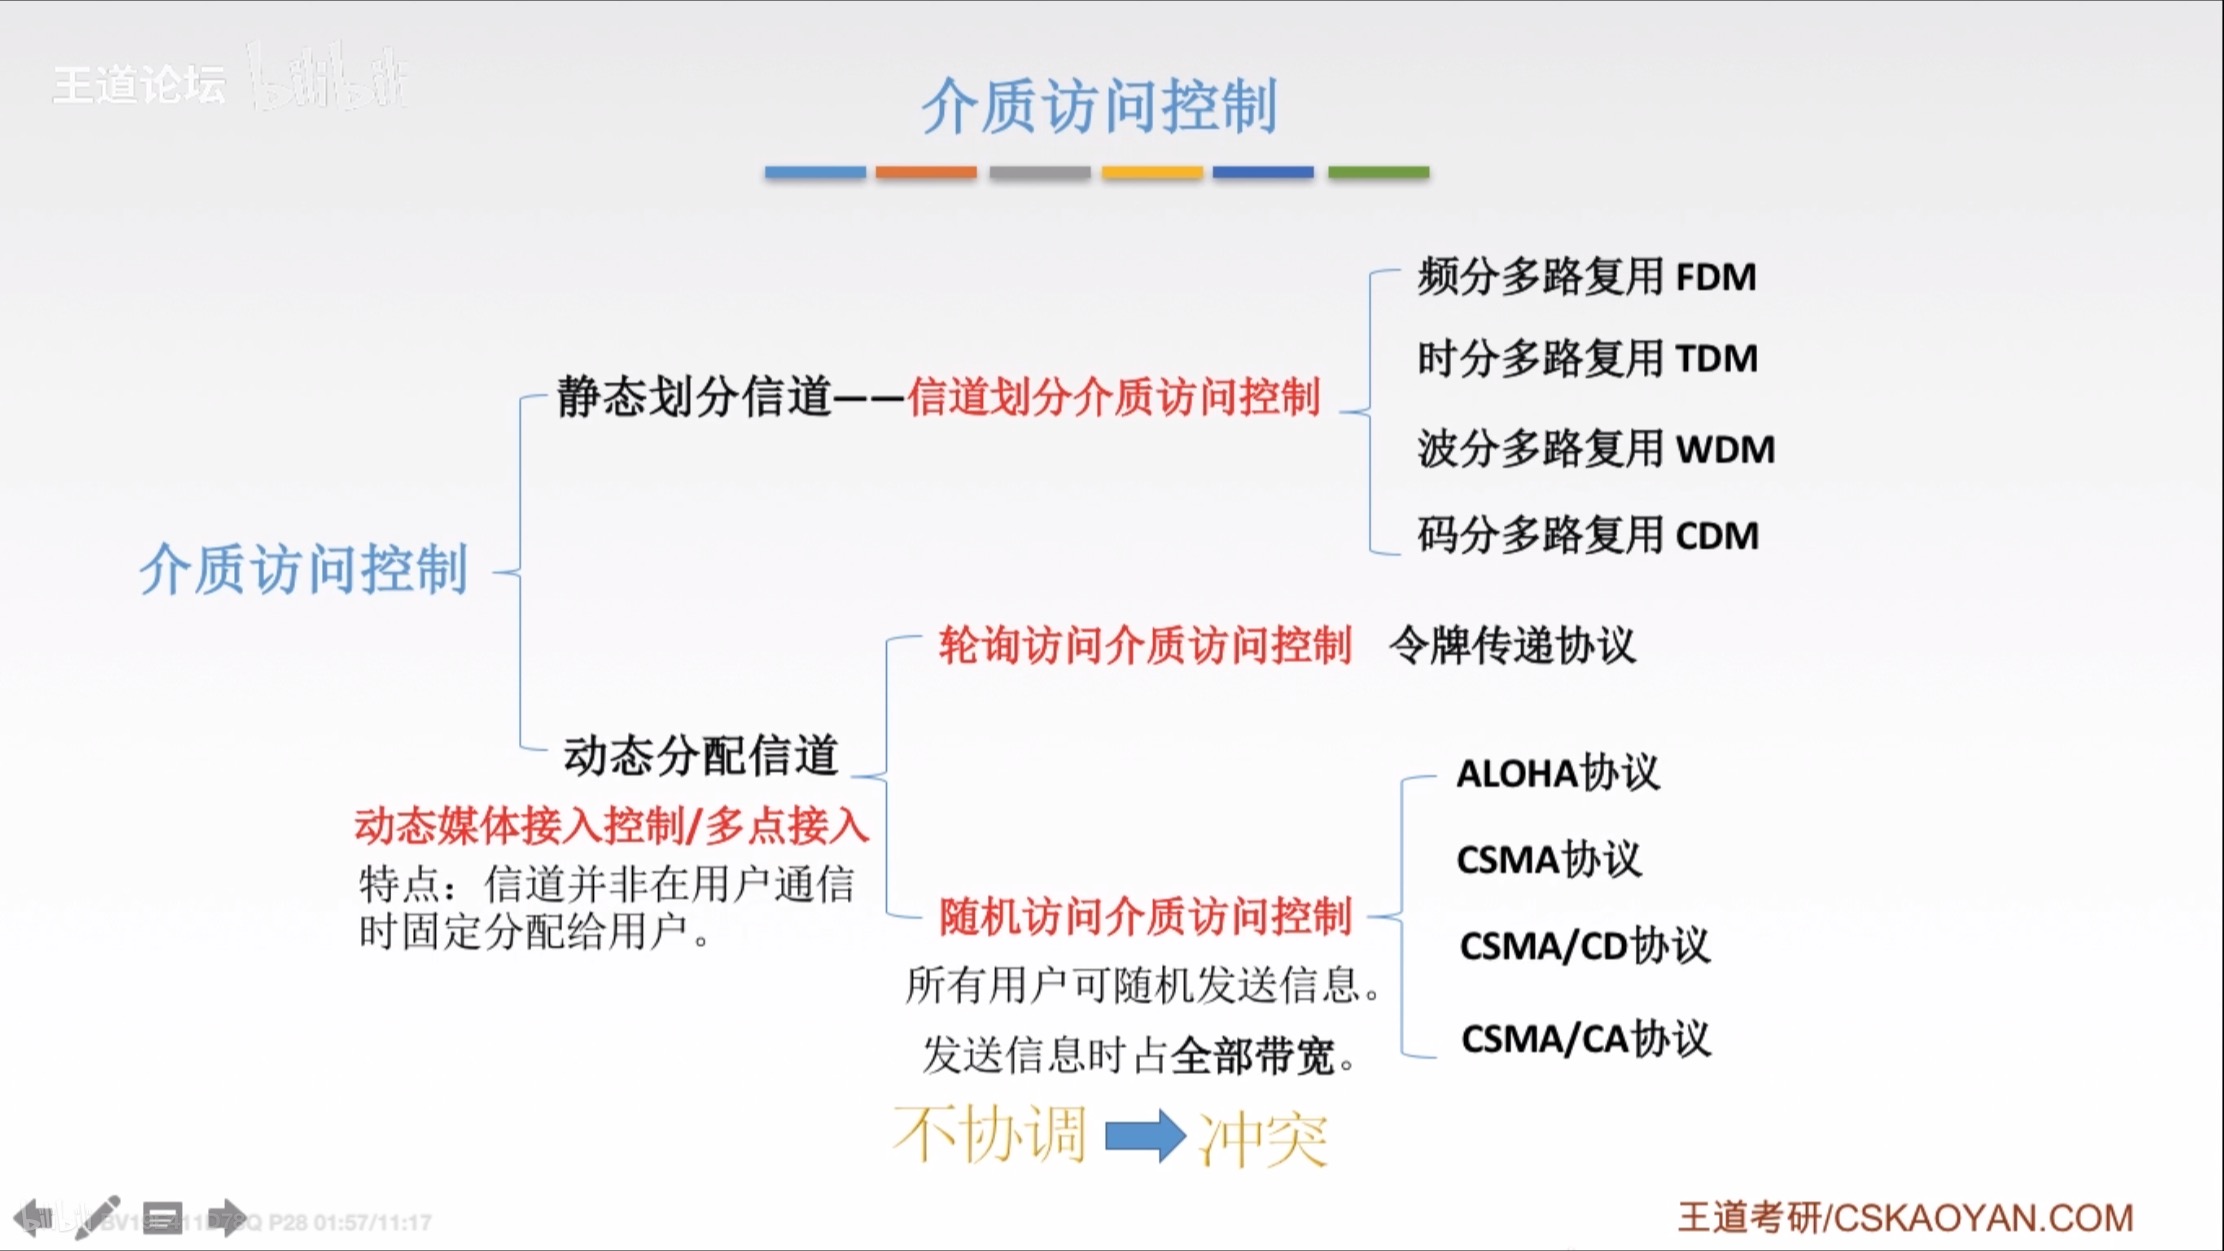 王道论坛 bilibili
介质访问控制
频分多路复用 FDM
时分多路复用 TDM
静态划分信道——信道划分介质访问控制
波分多路复用 WDM
码分多路复用 CDM
介质访问控制
轮询访问介质访问控制 令牌传递协议
动态分配信道
ALOHA协议
动态媒体接入控制/多点接入
CSMA协议
特点：信道并非在用户通信
时固定分配给用户。
随机访问介质访问控制
CSMA/CD协议
所有用户可随机发送信息。
CSMA/CA协议
发送信息时占全部带宽。
不协调 冲突
P28 01:57/11:17
王道考研/CSKAOYAN.COM